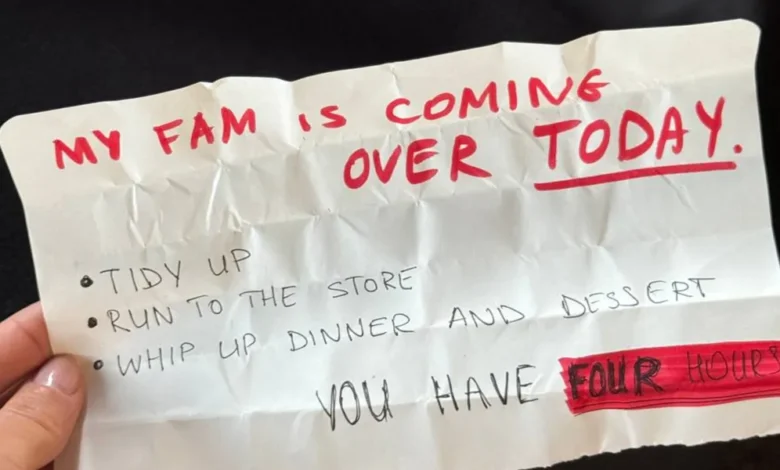 MY FAM IS COMING
OVER TODAY.
• TIDY UP
• RUN TO THE STORE
• WHIP UP DINNER AND DESSERT
YOU HAVE FOUR HOURS